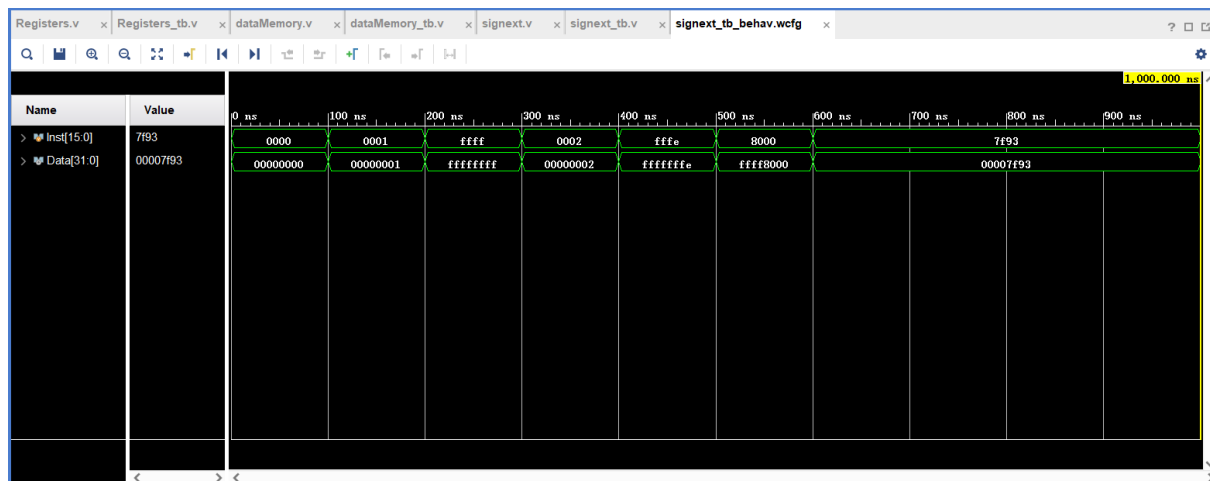 Registers.v × Registers_tb.v × dataMemory.v × dataMemory_tb.v × signext.v × signext_tb.v × signext_tb_behav.wcfg ×
1,000.000 ns
Name Value
0 ns 100 ns 200 ns 300 ns 400 ns 500 ns 600 ns 700 ns 800 ns 900 ns
Inst[15:0] 7f93 0000 0001 ffff 0002 fffe 8000 7f93
Data[31:0] 00007f93 00000000 00000001 ffffffff 00000002 fffffffe ffff8000 00007f93